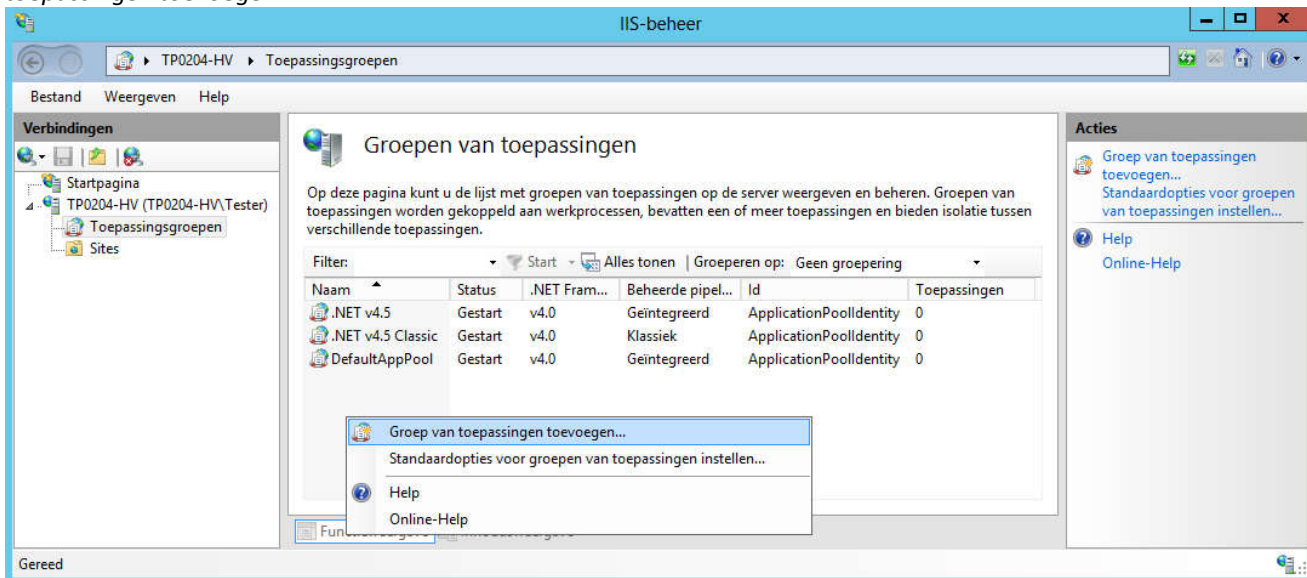 IIS-beheer
TP0204-HV Toepassingsgroepen
Bestand Weergeven Help
Verbindingen
Startpagina
TP0204-HV (TP0204-HV\Tester)
Toepassingsgroepen
Sites
Groepen van toepassingen
Op deze pagina kunt u de lijst met groepen van toepassingen op de server weergeven en beheren. Groepen van
toepassingen worden gekoppeld aan werkprocessen, bevatten een of meer toepassingen en bieden isolatie tussen
verschillende toepassingen.
Filter: Start Alles tonen Groeperen op: Geen groepering
Naam Status .NET Fram... Beheerde pipel... Id Toepassingen
.NET v4.5 Gestart v4.0 Geïntegreerd ApplicationPoolIdentity 0
.NET v4.5 Classic Gestart v4.0 Klassiek ApplicationPoolIdentity 0
DefaultAppPool Gestart v4.0 Geïntegreerd ApplicationPoolIdentity 0
Groep van toepassingen toevoegen...
Standaardopties voor groepen van toepassingen instellen...
Help
Online-Help
Acties
Groep van toepassingen
toevoegen...
Standaardopties voor groepen
van toepassingen instellen...
Help
Online-Help
Gereed